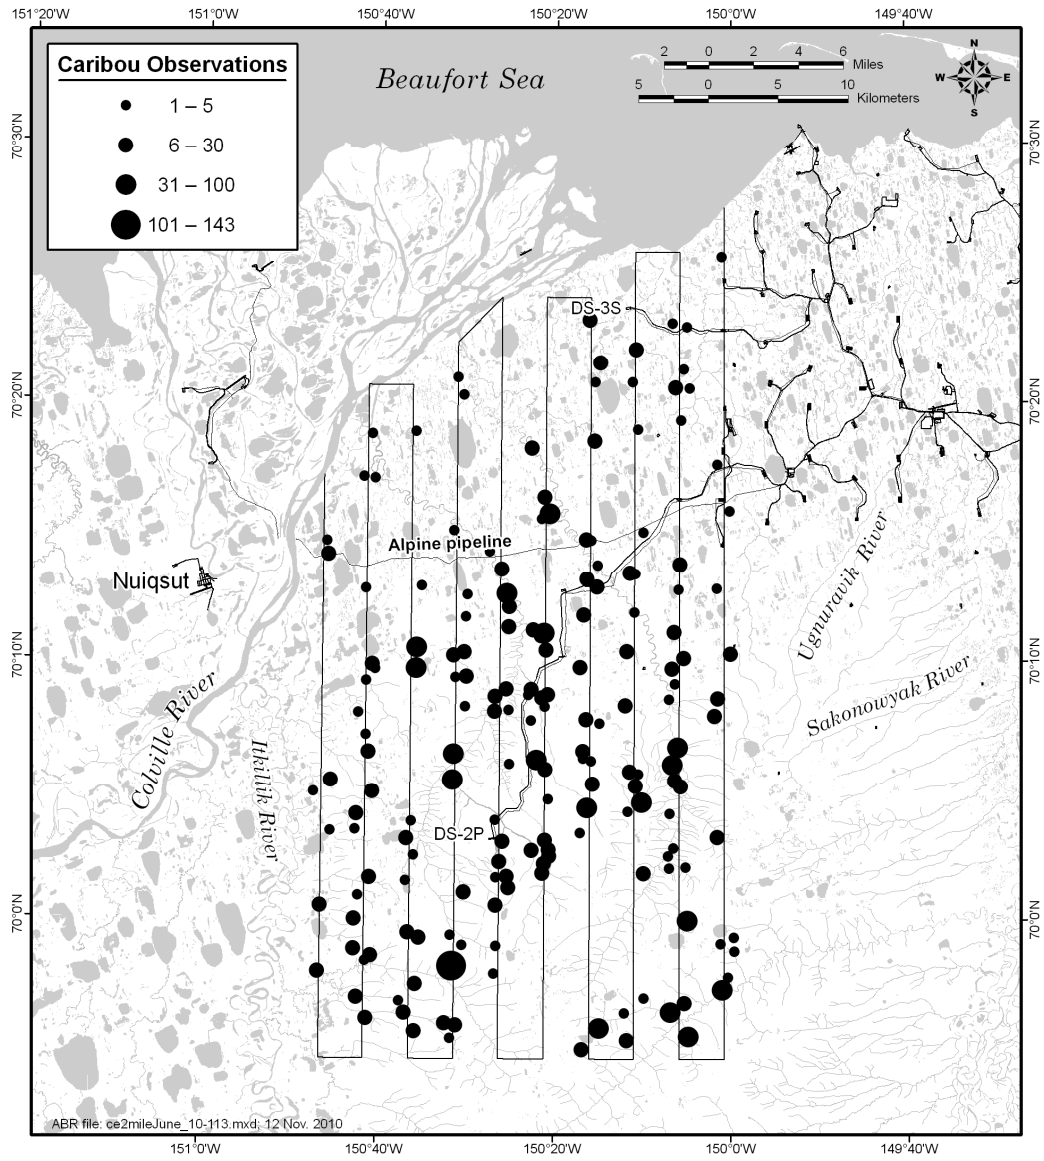 151°20'W 151°0'W 150°40'W 150°20'W 150°0'W 149°40'W
Caribou Observations
1 – 5
6 – 30
31 – 100
101 – 143
Beaufort Sea
2 0 2 4 6
Miles
5 0 5 10
Kilometers
N
W E
S
70°30'N 70°30'N
DS-3S
70°20'N 70°20'N
Alpine pipeline
Nuiqsut
Ugnuravik River
70°10'N 70°10'N
Sakonowyak River
Colville River
Itkillik River
DS-2P
70°0'N 70°0'N
ABR file: ce2mileJune_10-113.mxd; 12 Nov. 2010
151°0'W 150°40'W 150°20'W 150°0'W 149°40'W